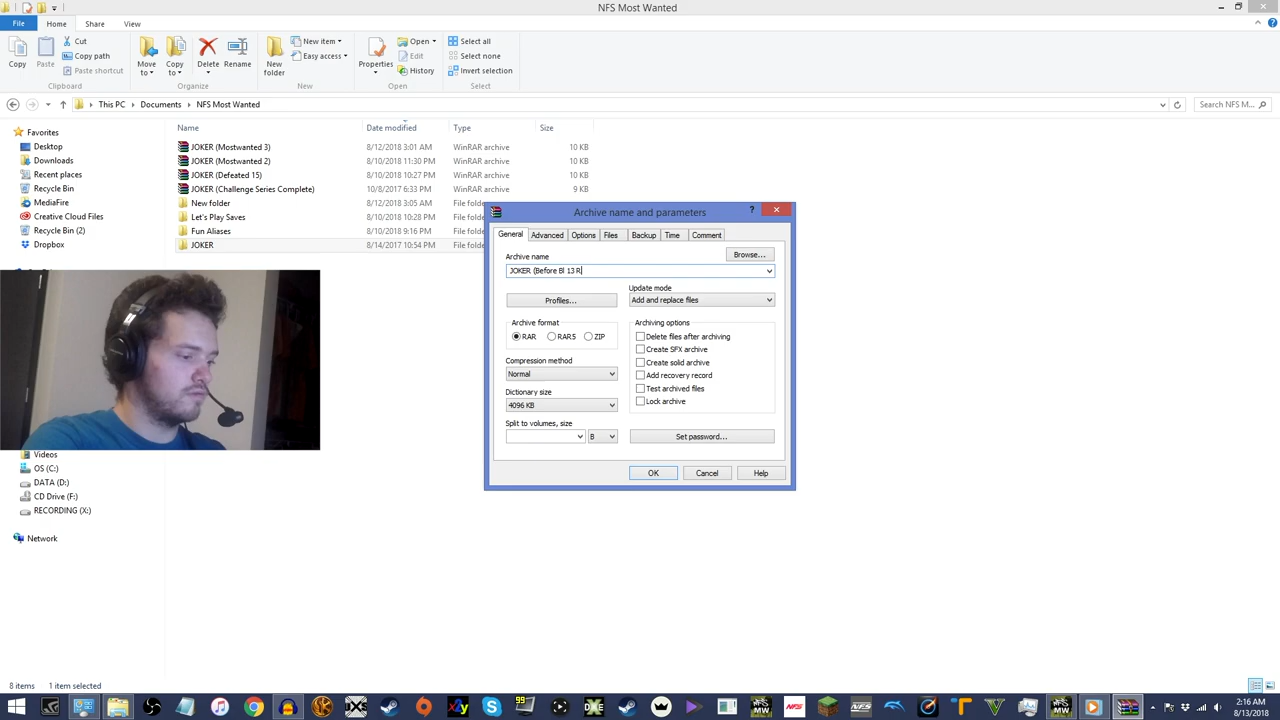 NFS Most Wanted
File Home Share View
Copy
Paste
Cut
Copy path
Paste shortcut
Clipboard
Move to
Copy to
Delete
Rename
Organize
New folder
New item
Easy access
New
Properties
Open
Edit
History
Open
Select all
Select none
Invert selection
Select
This PC Documents NFS Most Wanted
Search NFS M...
Name Date modified Type Size
Favorites
Desktop
Downloads
Recent places
Recycle Bin
MediaFire
Creative Cloud Files
Recycle Bin (2)
Dropbox
JOKER (Mostwanted 3) 8/12/2018 3:01 AM WinRAR archive 10 KB
JOKER (Mostwanted 2) 8/10/2018 11:30 PM WinRAR archive 10 KB
JOKER (Defeated 15) 8/10/2018 10:27 PM WinRAR archive 10 KB
JOKER (Challenge Series Complete) 10/8/2017 6:33 PM WinRAR archive 9 KB
New folder 8/12/2018 3:05 AM File folder
Let's Play Saves 8/10/2018 10:28 PM File folde
Fun Aliases 8/10/2018 9:16 PM File folde
JOKER 8/14/2017 10:54 PM File folde
Archive name and parameters
?
General Advanced Options Files Backup Time Comment
Archive name
Browse...
JOKER (Before Bl 13 R
Profiles...
Update mode
Add and replace files
Archive format
RAR RAR5 ZIP
Compression method
Normal
Dictionary size
4096 KB
Split to volumes, size
B
Archiving options
Delete files after archiving
Create SFX archive
Create solid archive
Add recovery record
Test archived files
Lock archive
Set password...
OK Cancel Help
Videos
OS (C:)
DATA (D:)
CD Drive (F:)
RECORDING (X:)
Network
8 items 1 item selected
2:16 AM
8/13/2018